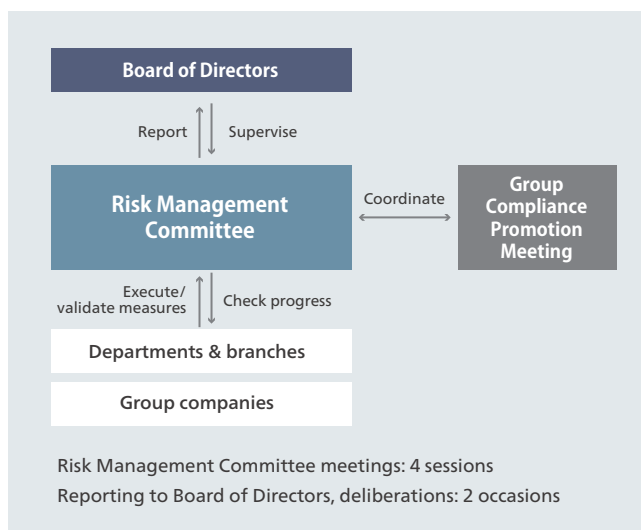 Board of Directors
Report
Supervise
Risk Management
Committee
Coordinate
Group
Compliance
Promotion
Meeting
Execute/
validate measures
Check progress
Departments & branches
Group companies
Risk Management Committee meetings: 4 sessions
Reporting to Board of Directors, deliberations: 2 occasions